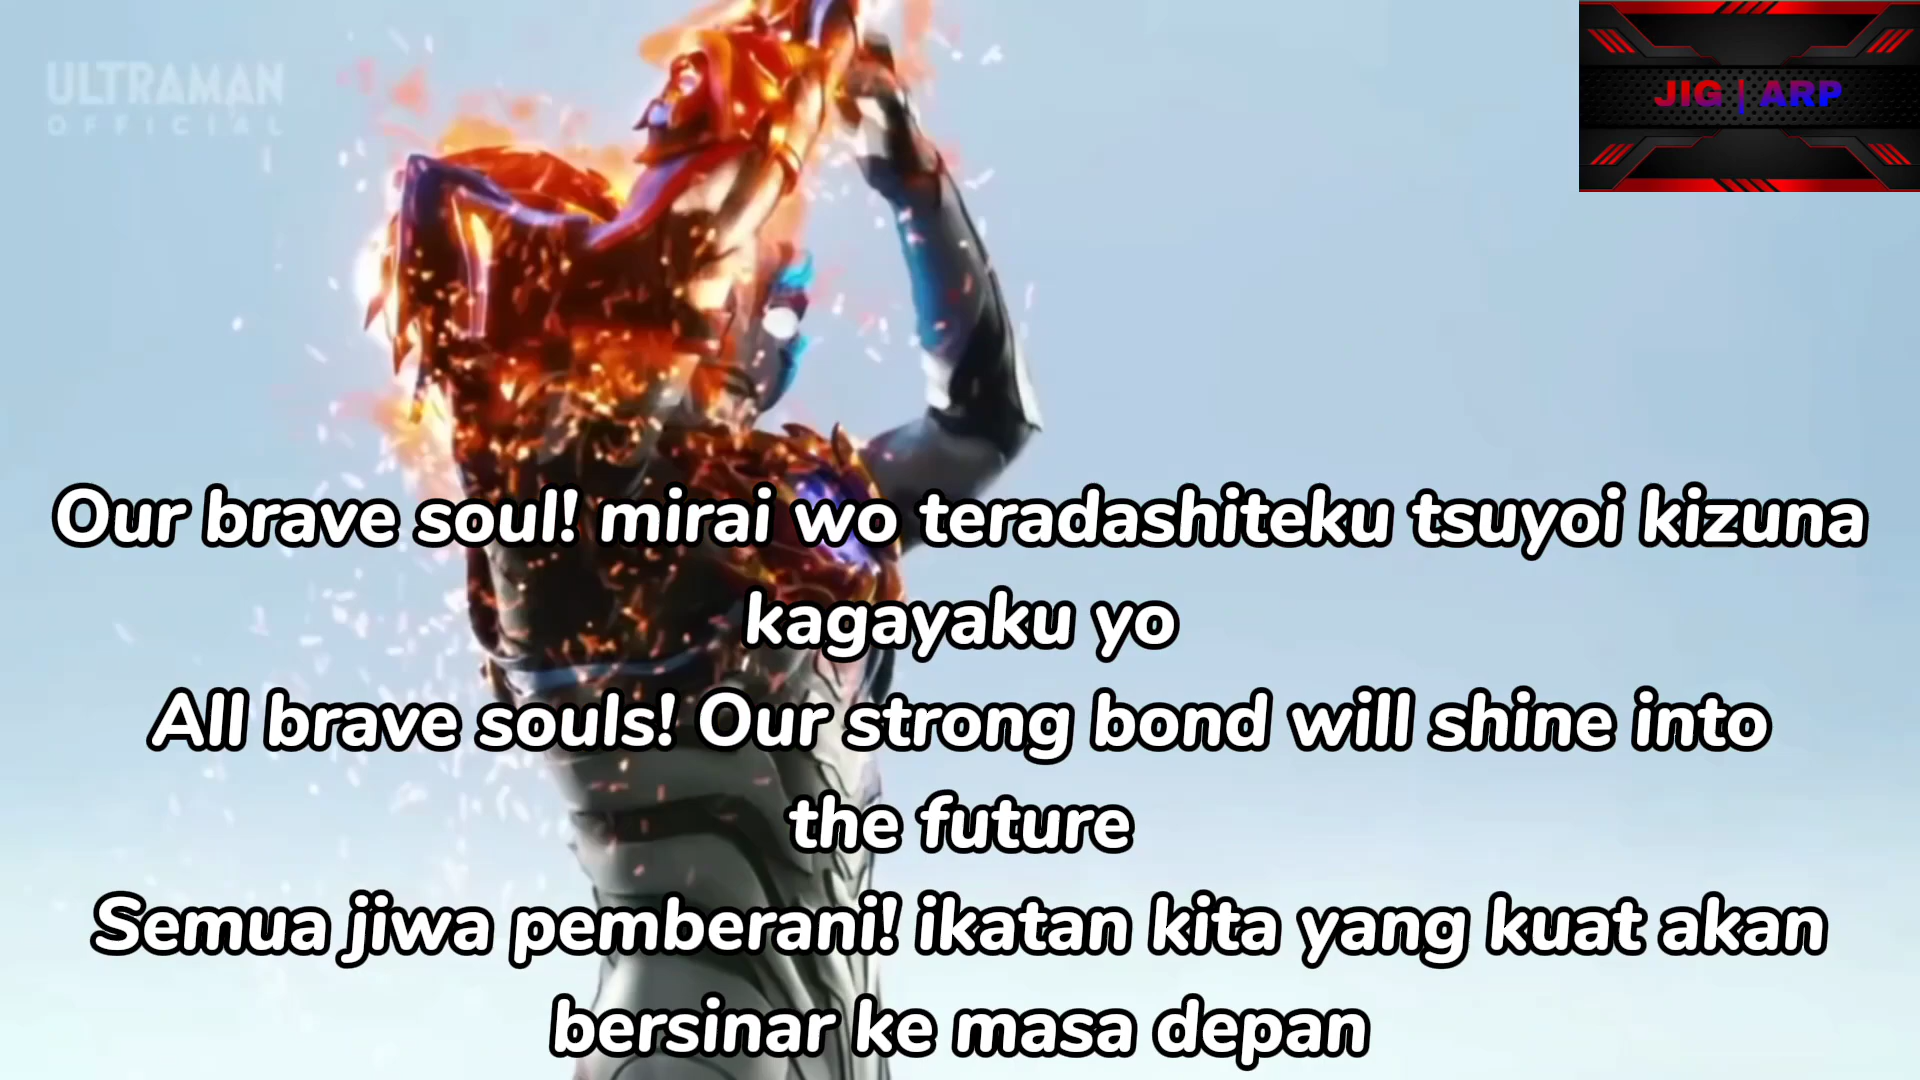 ULTRAMAN
OFFICIAL
JIG | ARP
Our brave soul! mirai wo teradashiteku tsuyoi kizuna
kagayaku yo
All brave souls! Our strong bond will shine into
the future
Semua jiwa pemberani! ikatan kita yang kuat akan
bersinar ke masa depan